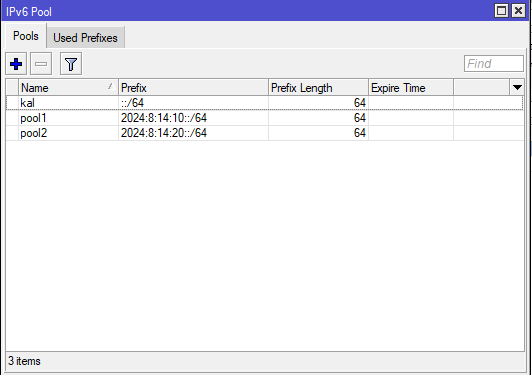 IPv6 Pool
Pools Used Prefixes
Find
Name Prefix Prefix Length Expire Time
kal ::/64 64
pool1 2024:8:14:10::/64 64
pool2 2024:8:14:20::/64 64
3 items